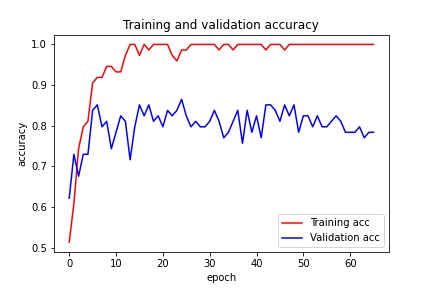 Training and validation accuracy
accuracy
1.0
0.9
0.8
0.7
0.6
0.5
Training acc
Validation acc
0 10 20 30 40 50 60
epoch